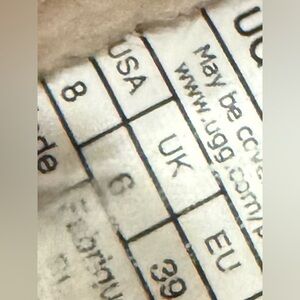 UG
May be cov
www.ugg.com/p
USA UK EU
8 6 39
de
Fabriqu